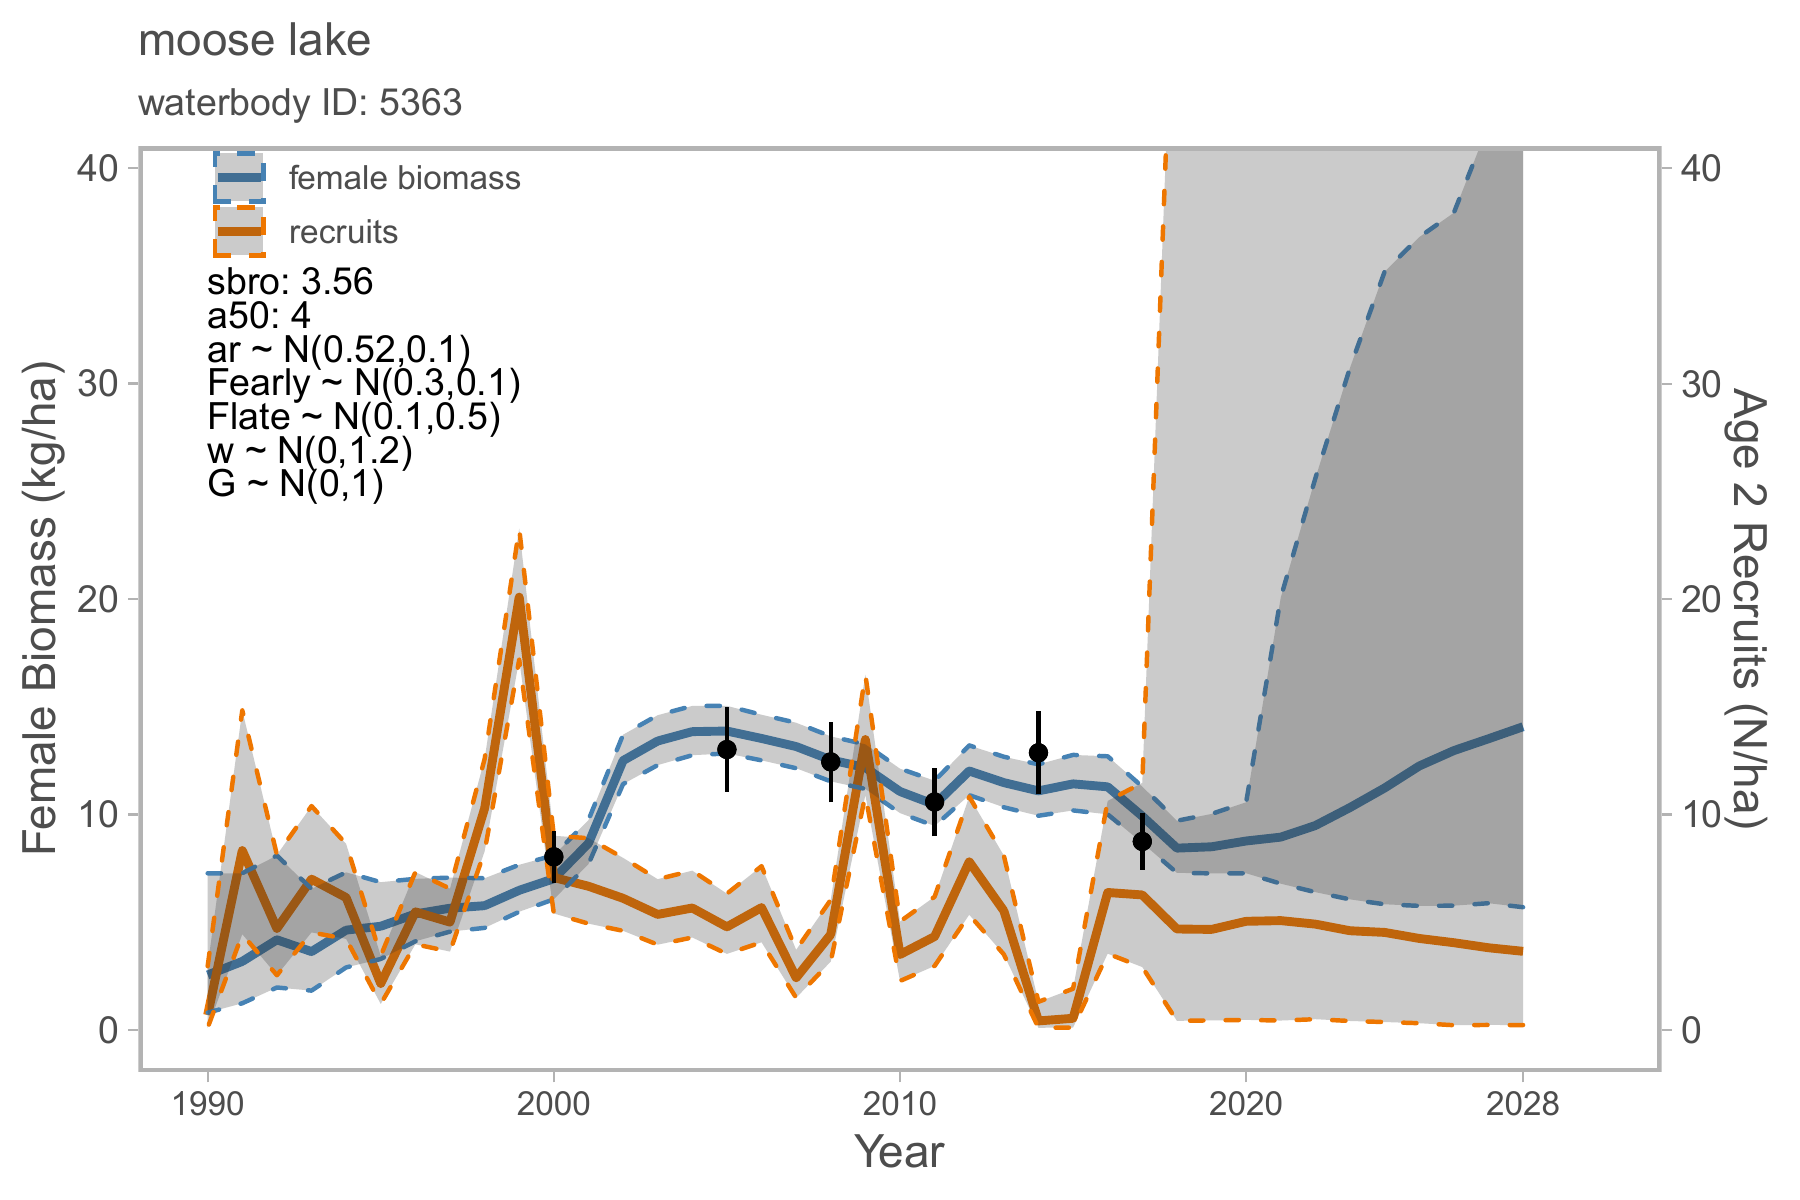 moose lake
waterbody ID: 5363
40
30
20
10
0
Female Biomass (kg/ha)
female biomass
recruits
sbro: 3.56
a50: 4
ar ~ N(0.52,0.1)
Fearly ~ N(0.3,0.1)
Flate ~ N(0.1,0.5)
w ~ N(0,1.2)
G ~ N(0,1)
40
30
20
10
0
Age 2 Recruits (N/ha)
1990
2000
2010
2020
2028
Year